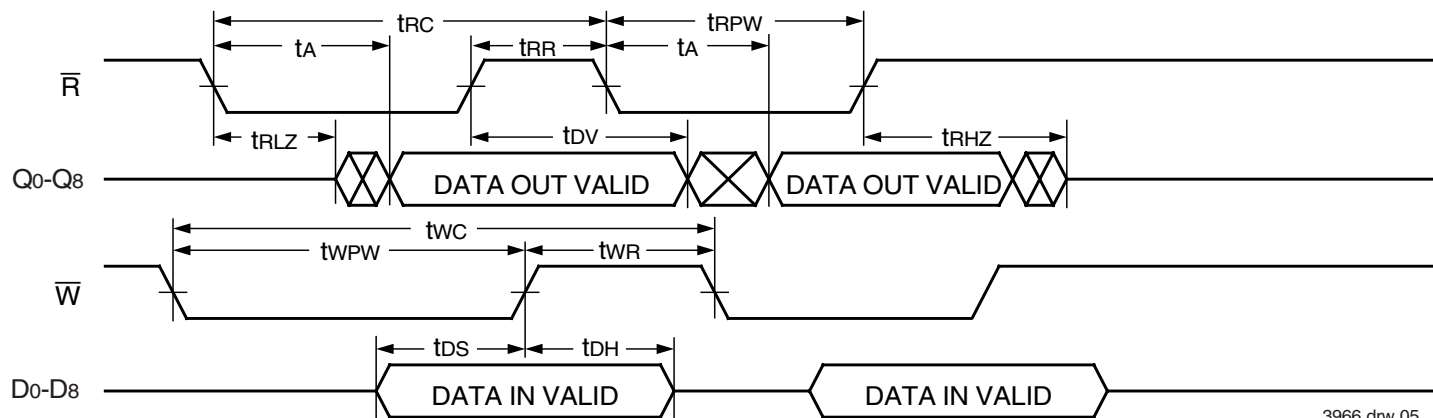 tRC tRPW
tA tRR tA
R̅
tRLZ tDV tRHZ
Q0-Q8 DATA OUT VALID DATA OUT VALID
tWC
tWPW tWR
W̅
tDS tDH
D0-D8 DATA IN VALID DATA IN VALID
3966 drw 05